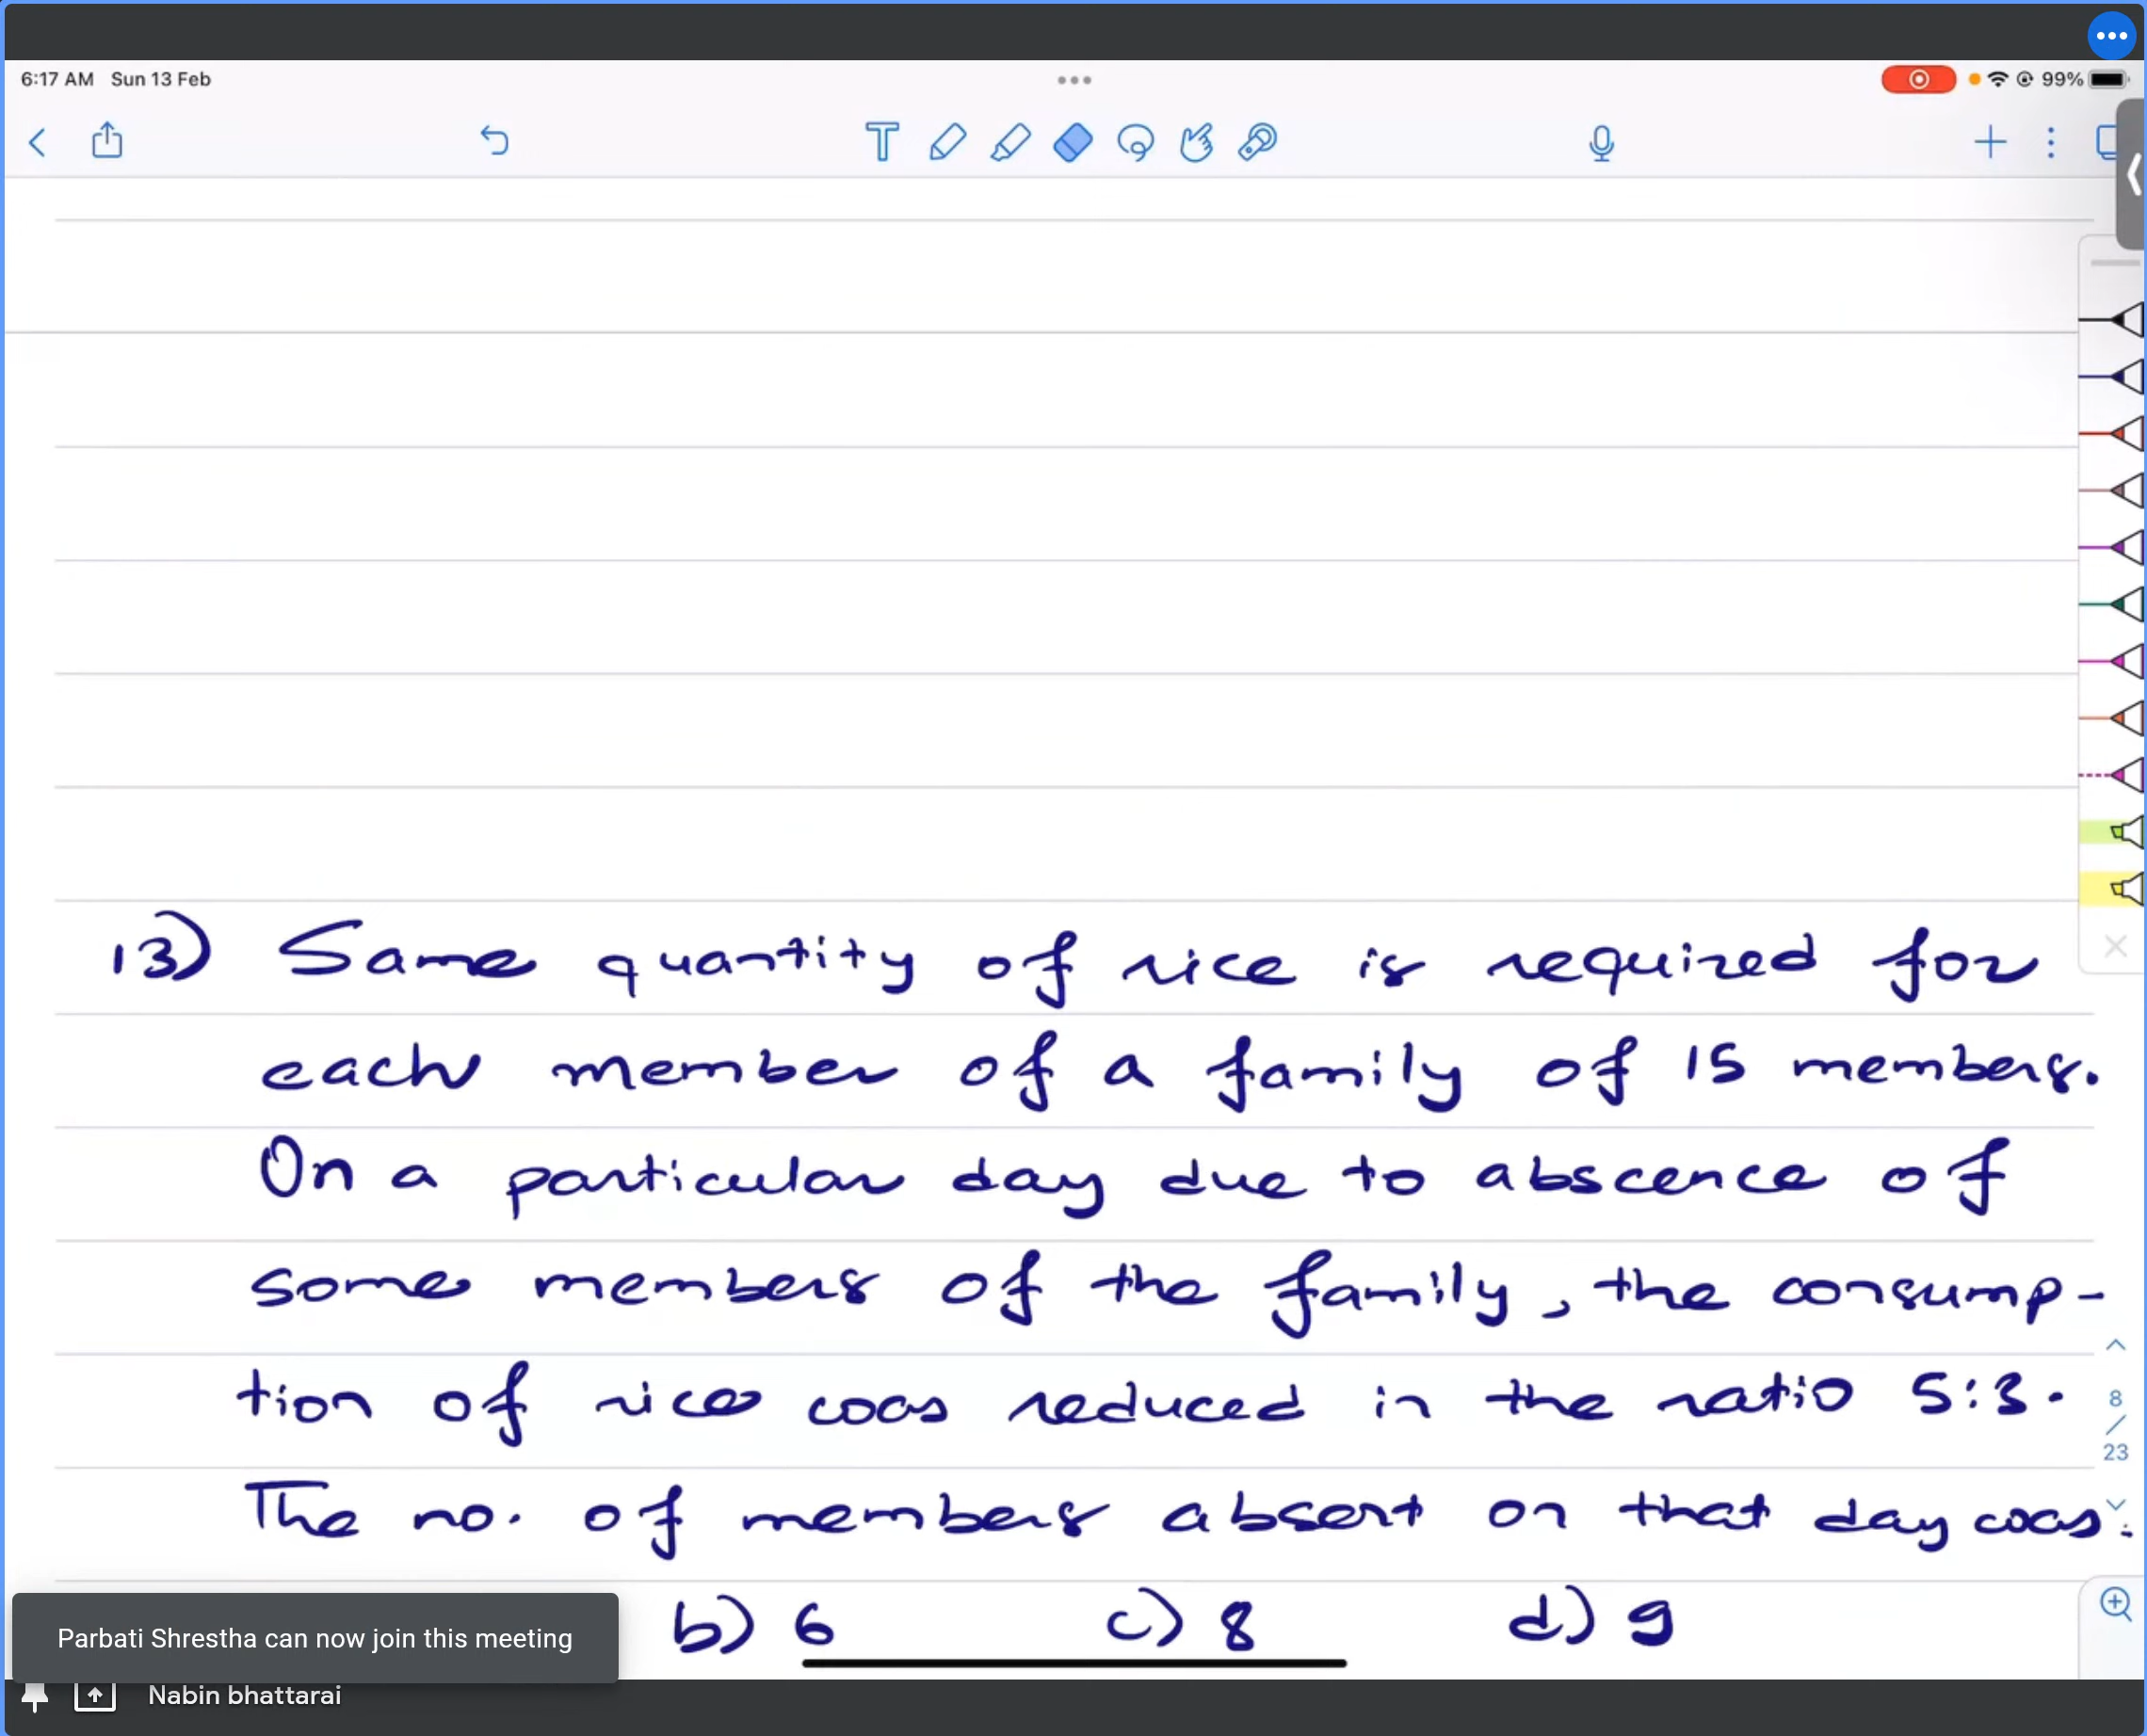 6:17 AM Sun 13 Feb
99%
T
13) Same quantity of rice is required for
each member of a family of 15 members.
On a particular day due to abscence of
some members of the family, the consump-
tion of rice was reduced in the ratio 5:3.
The no. of members absent on that day was:
b) 6 c) 8 d) 9
8
/
23
Parbati Shrestha can now join this meeting
Nabin bhattarai